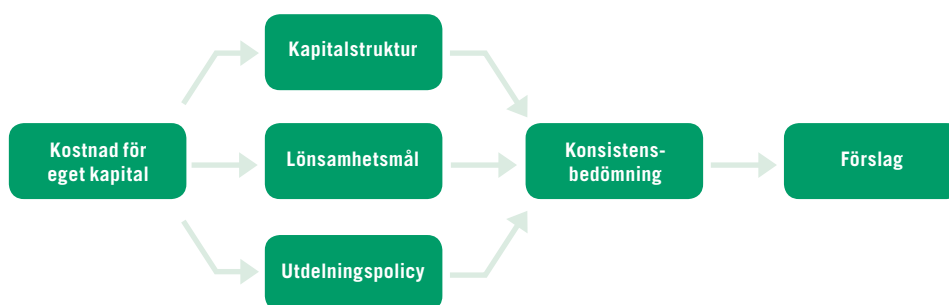 Kapitalstruktur
Kostnad för
eget kapital
Lönsamhetsmål
Konsistens-
bedömning
Förslag
Utdelningspolicy